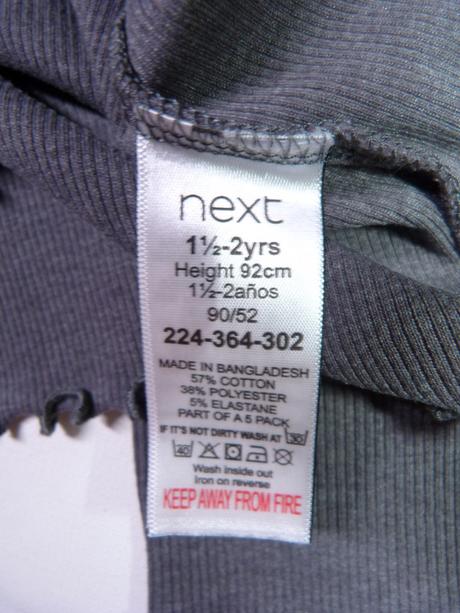 next
1½-2yrs
Height 92cm
1½-2años
90/52
224-364-302
MADE IN BANGLADESH
57% COTTON
38% POLYESTER
5% ELASTANE
PART OF A 5 PACK
IF IT'S NOT DIRTY WASH AT 30
40
Wash inside out
Iron on reverse
KEEP AWAY FROM FIRE